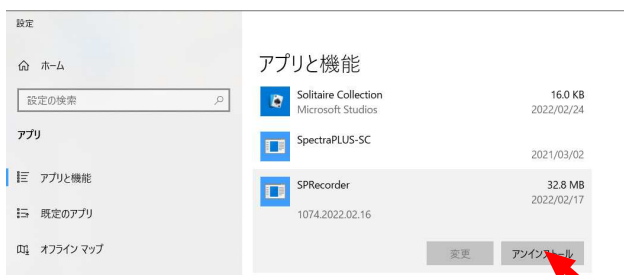 設定
ホーム
設定の検索
アプリ
アプリと機能
既定のアプリ
オフライン マップ
アプリと機能
Solitaire Collection 16.0 KB
Microsoft Studios 2022/02/24
SpectraPLUS-SC
2021/03/02
SPRecorder 32.8 MB
2022/02/17
1074.2022.02.16
変更 アンインストール